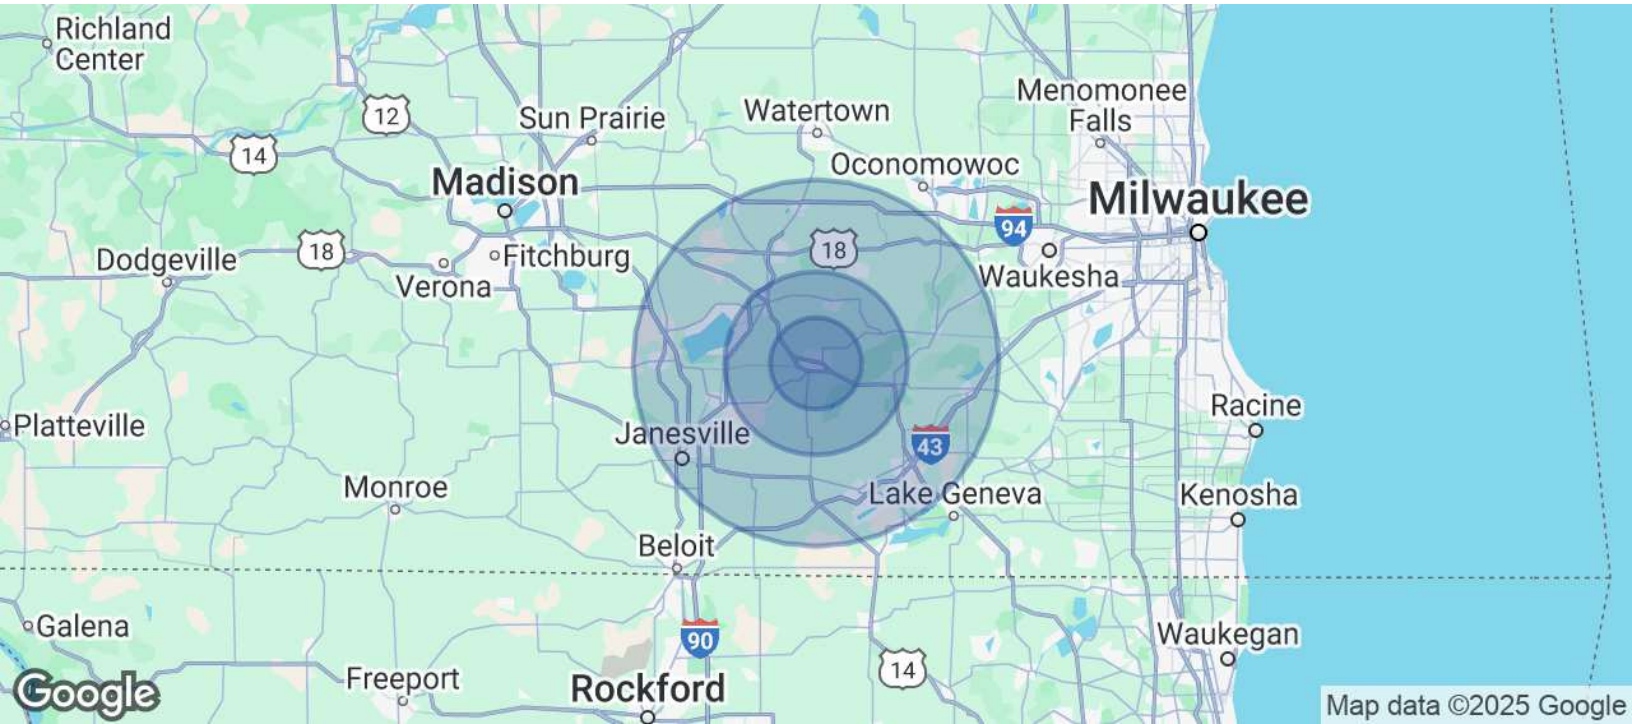 Richland
Center
12
Sun Prairie
Watertown
Menomonee
Falls
14
Oconomowoc
Madison
Milwaukee
94
18
18
Dodgeville
Fitchburg
Verona
Waukesha
Racine
Platteville
Janesville
43
Monroe
Lake Geneva
Kenosha
Beloit
Galena
90
Waukegan
14
Freeport
Rockford
Google
Map data ©2025 Google